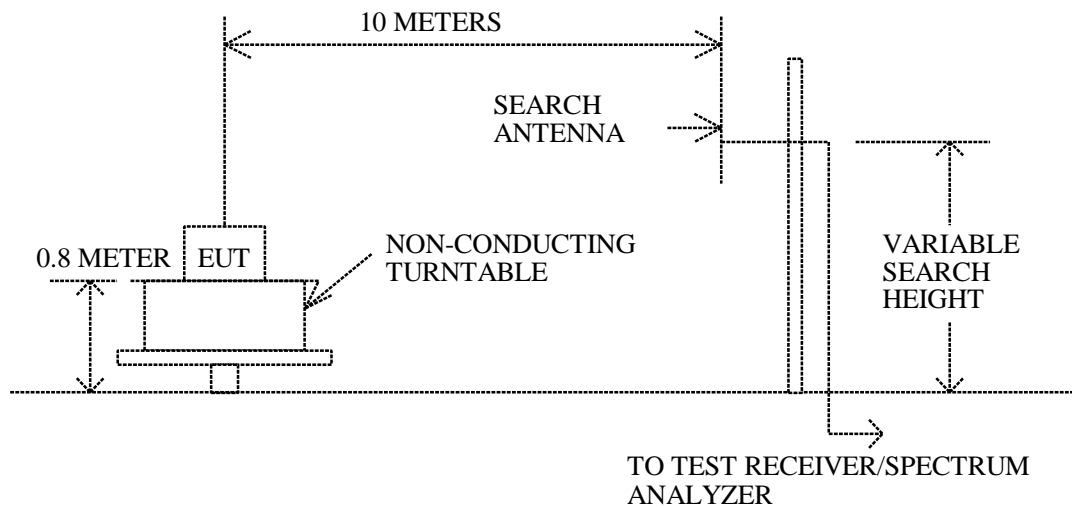 10 METERS
SEARCH
ANTENNA
0.8 METER
EUT
NON-CONDUCTING
TURNTABLE
VARIABLE
SEARCH
HEIGHT
TO TEST RECEIVER/SPECTRUM
ANALYZER